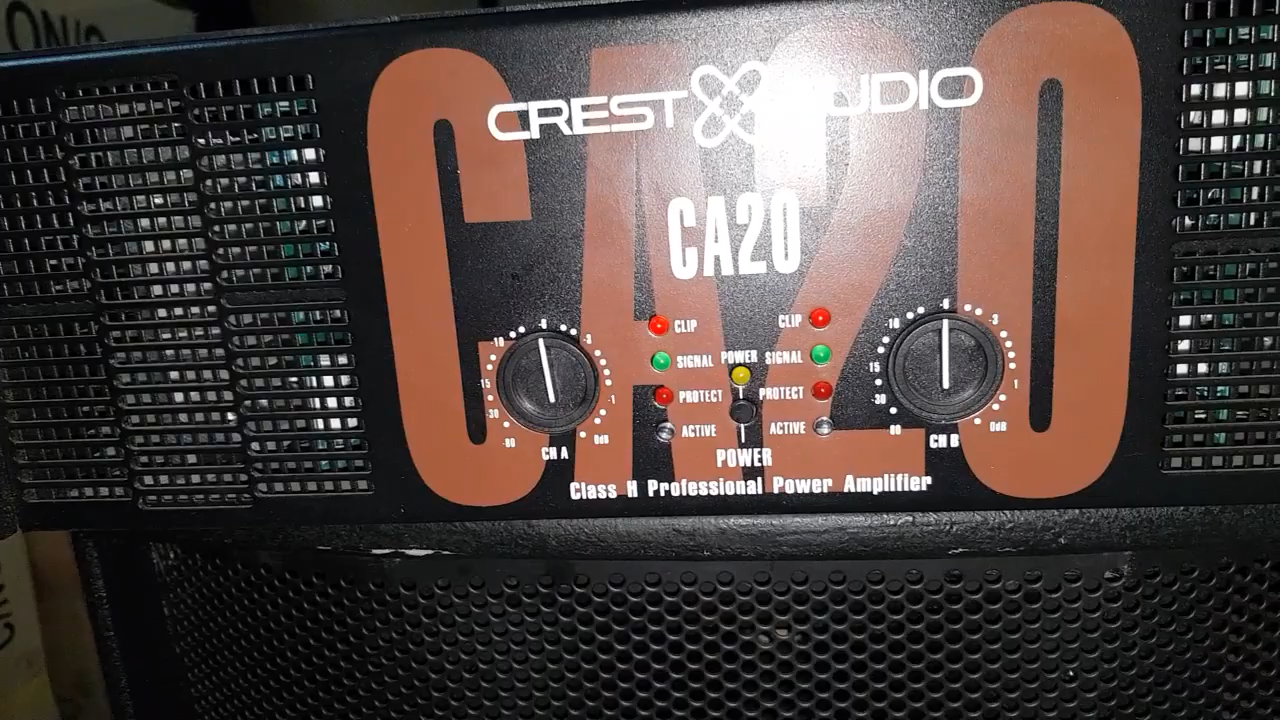 CREST AUDIO
CA20
CA20
-6
-10
-3
15
-30
-1
-80
0dB
CH A
CLIP
SIGNAL
PROTECT
ACTIVE
POWER
POWER
CLIP
SIGNAL
PROTECT
ACTIVE
-10
-3
15
-30
1
80
0dB
CH B
Class H Professional Power Amplifier